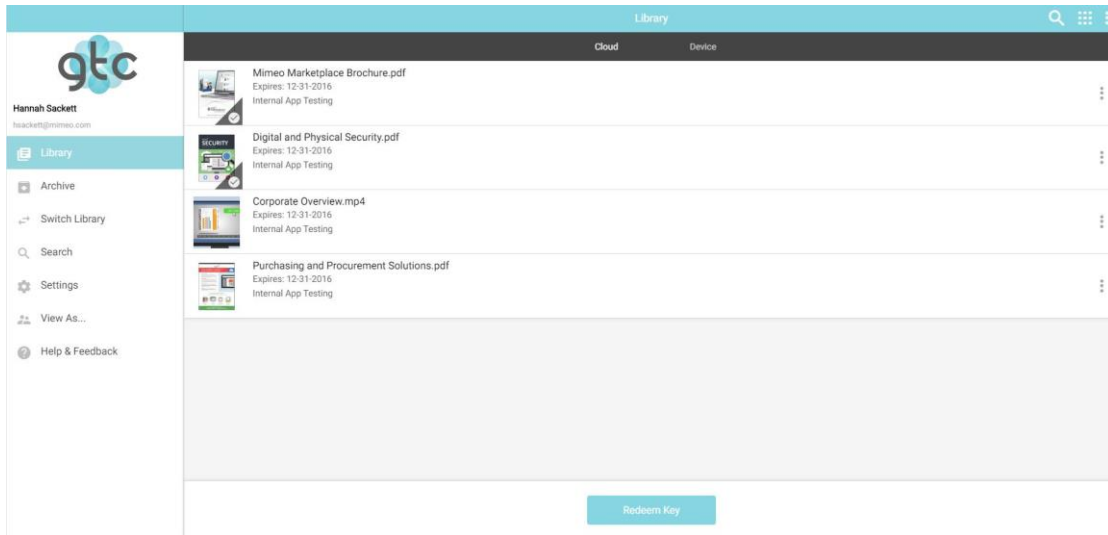 Library
gtc
Hannah Sackett
hsackett@mimeo.com
Library
Archive
Switch Library
Search
Settings
View As...
Help & Feedback
Cloud
Device
Mimeo Marketplace Brochure.pdf
Expires: 12-31-2016
Internal App Testing
SECURITY
Digital and Physical Security.pdf
Expires: 12-31-2016
Internal App Testing
Corporate Overview.mp4
Expires: 12-31-2016
Internal App Testing
Purchasing and Procurement Solutions.pdf
Expires: 12-31-2016
Internal App Testing
Redeem Key